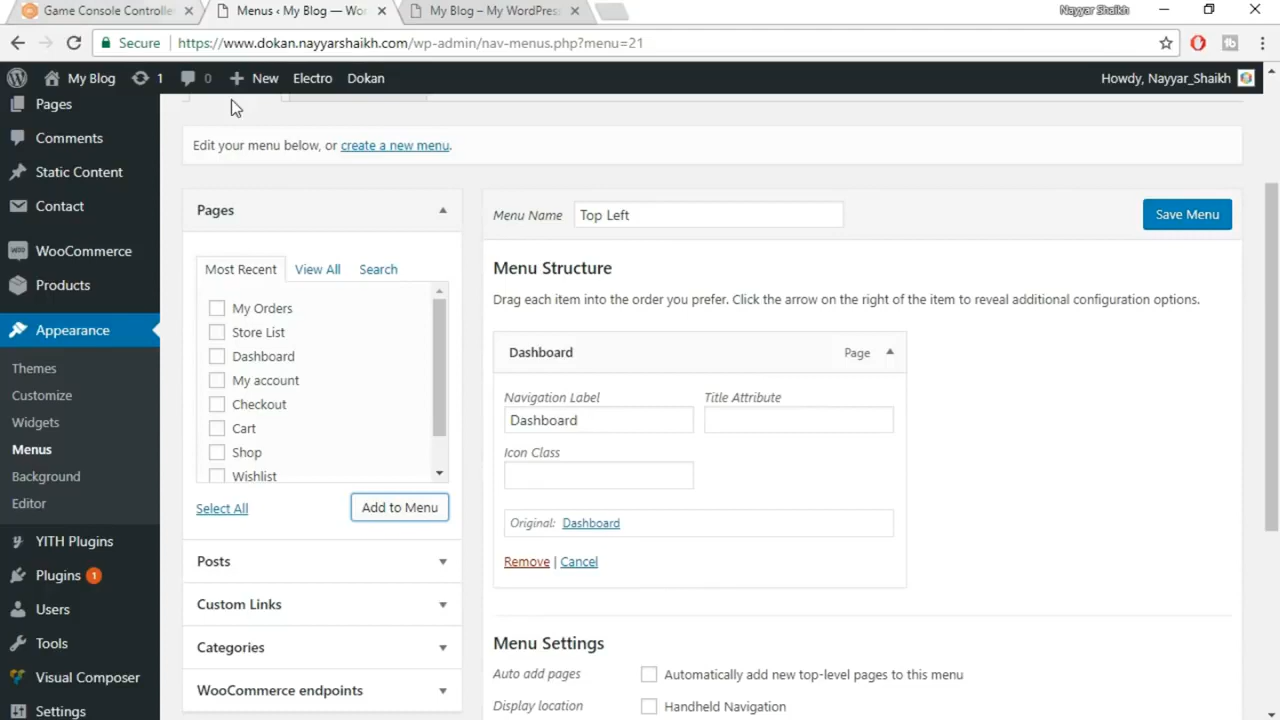 Game Console Controlle
Menus ‹ My Blog — Wor
My Blog – My WordPress
Nayyar Shaikh
Secure
https://www.dokan.nayyarshaikh.com/wp-admin/nav-menus.php?menu=21
My Blog
1
0
New
Electro
Dokan
Howdy, Nayyar_Shaikh
Pages
Comments
Static Content
Contact
WooCommerce
Products
Appearance
Themes
Customize
Widgets
Menus
Background
Editor
YITH Plugins
Plugins 1
Users
Tools
Visual Composer
Settings
Edit your menu below, or create a new menu.
Pages
Most Recent
View All
Search
My Orders
Store List
Dashboard
My account
Checkout
Cart
Shop
Wishlist
Select All
Add to Menu
Posts
Custom Links
Categories
WooCommerce endpoints
Menu Name
Top Left
Save Menu
Menu Structure
Drag each item into the order you prefer. Click the arrow on the right of the item to reveal additional configuration options.
Dashboard
Page
Navigation Label
Title Attribute
Dashboard
Icon Class
Original: Dashboard
Remove | Cancel
Menu Settings
Auto add pages
Automatically add new top-level pages to this menu
Display location
Handheld Navigation